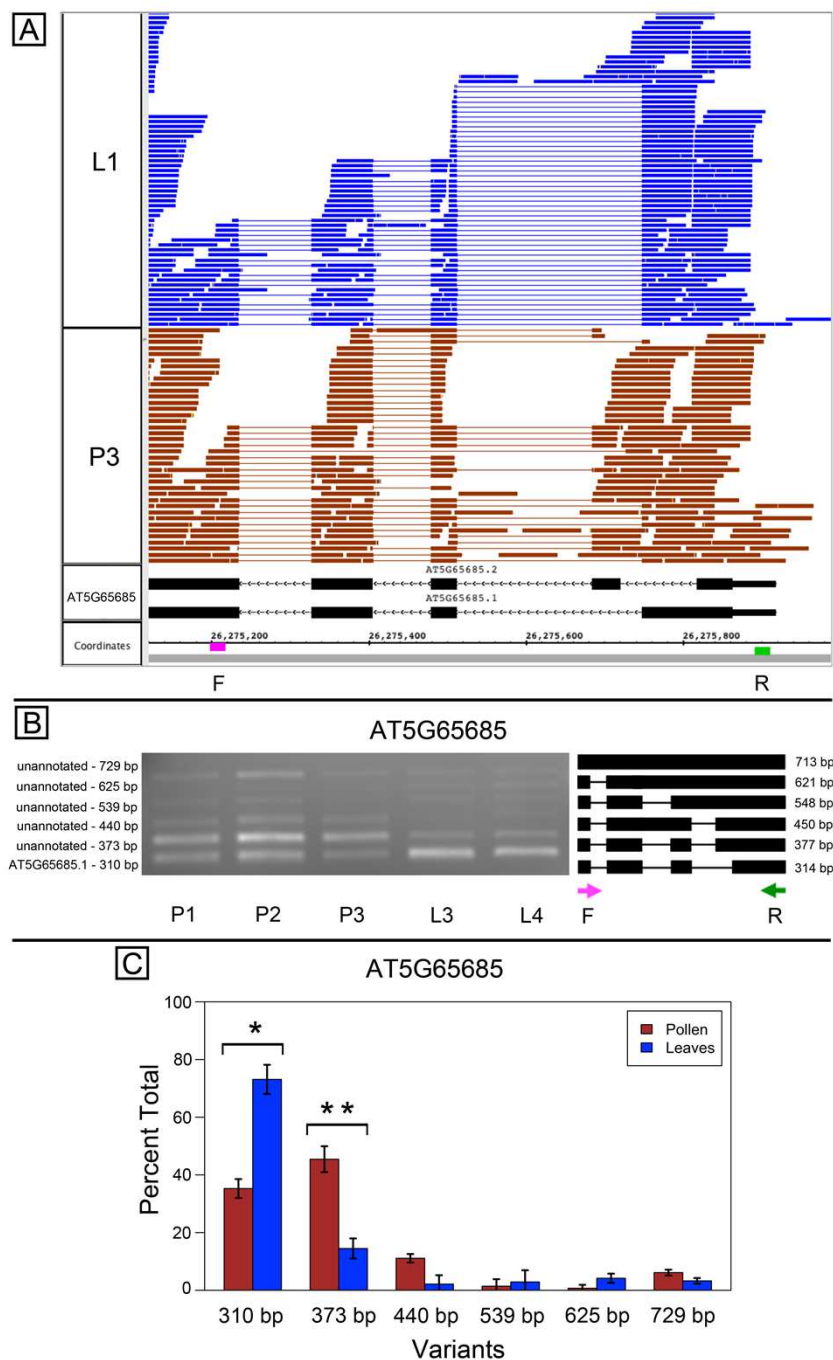 A
L1
P3
AT5G65685.2
AT5G65685
AT5G65685.1
Coordinates
26,275,200 26,275,400 26,275,600 26,275,800
F R
B
AT5G65685
unannotated - 729 bp
unannotated - 625 bp
unannotated - 539 bp
unannotated - 440 bp
unannotated - 373 bp
AT5G65685.1 - 310 bp
713 bp
621 bp
548 bp
450 bp
377 bp
314 bp
P1 P2 P3 L3 L4
F R
C
AT5G65685
Percent Total
100
80
60
40
20
0
*
* *
Pollen
Leaves
310 bp 373 bp 440 bp 539 bp 625 bp 729 bp
Variants